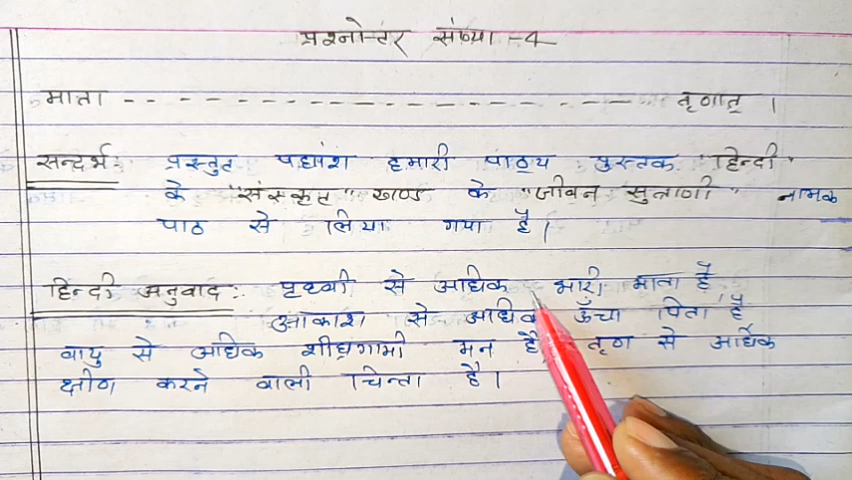 प्रश्नोत्तर संख्या -4
माता - - - - - - - - - - - - - - - - - - - - तृणात् ।
सन्दर्भ: प्रस्तुत पद्यांश हमारी पाठ्य पुस्तक "हिन्दी"
के "संस्कृत" खण्ड के "जीवन सुत्राणी" नामक
पाठ से लिया गया है।
हिन्दी अनुवाद:- पृथ्वी से अधिक भारी माता है
आकाश से अधिक ऊँचा पिता है
वायु से अधिक शीघ्रगामी मन है तृण से अधिक
क्षीण करने वाली चिन्ता है।